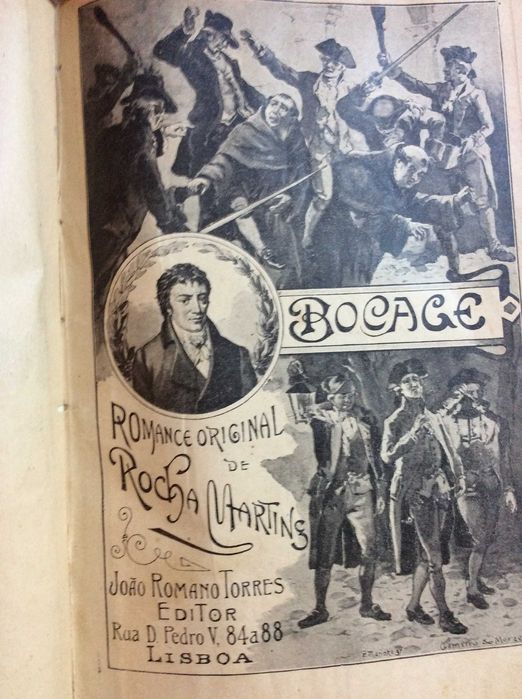 BOCAGE
ROMANCE ORIGINAL
DE
ROCHA MARTINS
JOÃO ROMANO TORRES
EDITOR
RUA D. PEDRO V, 84 a 88
LISBOA